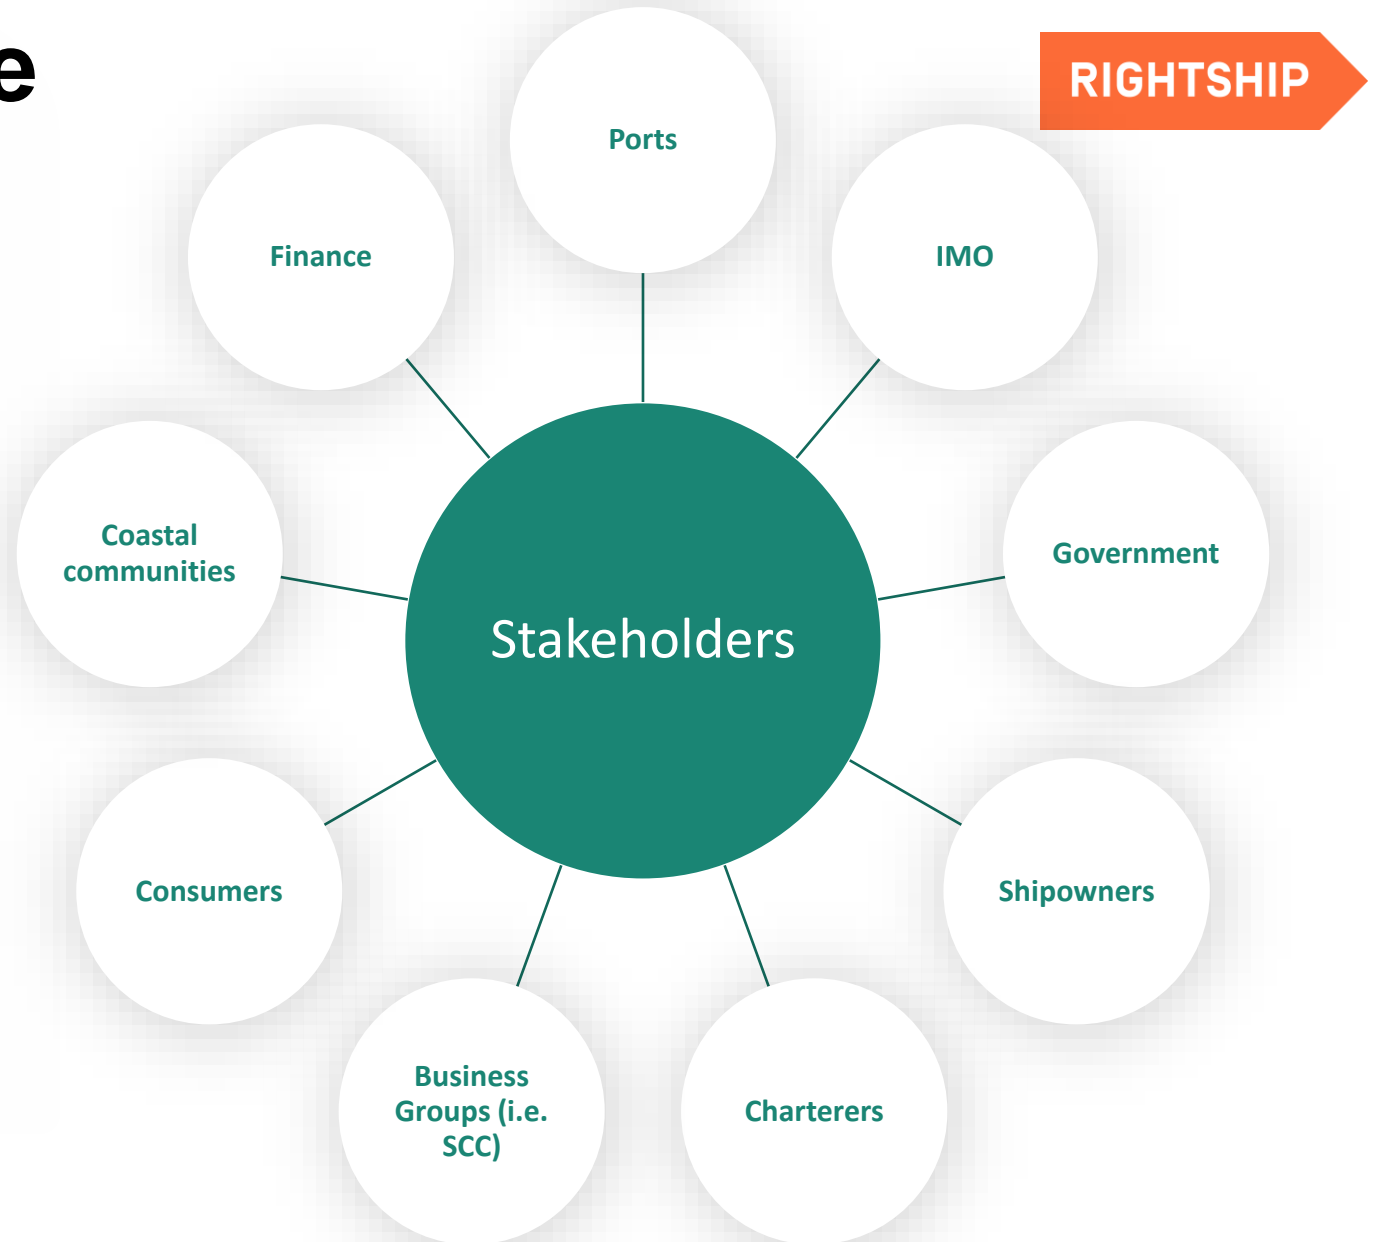 e
RIGHTSHIP
Ports
Finance
IMO
Coastal
communities
Government
Stakeholders
Consumers
Shipowners
Business
Groups (i.e.
SCC)
Charterers